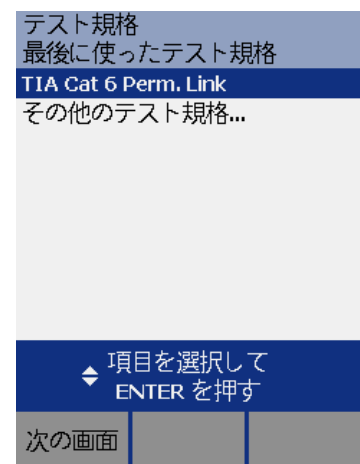 テスト規格
最後に使ったテスト規格
TIA Cat 6 Perm. Link
その他のテスト規格...
項目を選択して
ENTER を押す
次の画面